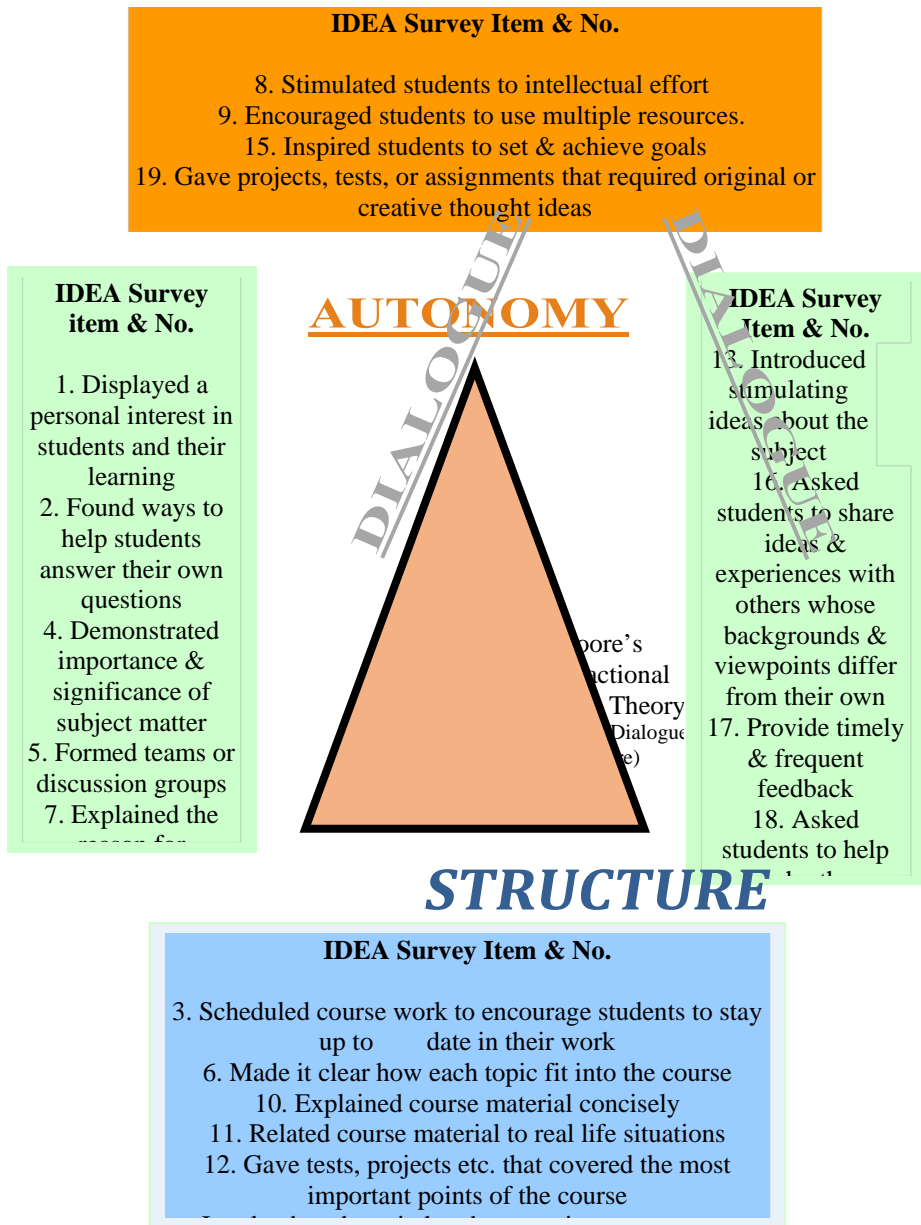 IDEA Survey Item & No.
8. Stimulated students to intellectual effort
9. Encouraged students to use multiple resources.
15. Inspired students to set & achieve goals
19. Gave projects, tests, or assignments that required original or
creative thought ideas
DIALOGUE
DIALOGUE
AUTONOMY
IDEA Survey
item & No.
1. Displayed a
personal interest in
students and their
learning
2. Found ways to
help students
answer their own
questions
4. Demonstrated
importance &
significance of
subject matter
5. Formed teams or
discussion groups
7. Explained the
IDEA Survey
Item & No.
13. Introduced
stimulating
ideas about the
subject
16. Asked
students to share
ideas &
experiences with
others whose
backgrounds &
viewpoints differ
from their own
17. Provide timely
& frequent
feedback
18. Asked
students to help
Theory
Dialogue
STRUCTURE
IDEA Survey Item & No.
3. Scheduled course work to encourage students to stay
up to date in their work
6. Made it clear how each topic fit into the course
10. Explained course material concisely
11. Related course material to real life situations
12. Gave tests, projects etc. that covered the most
important points of the course